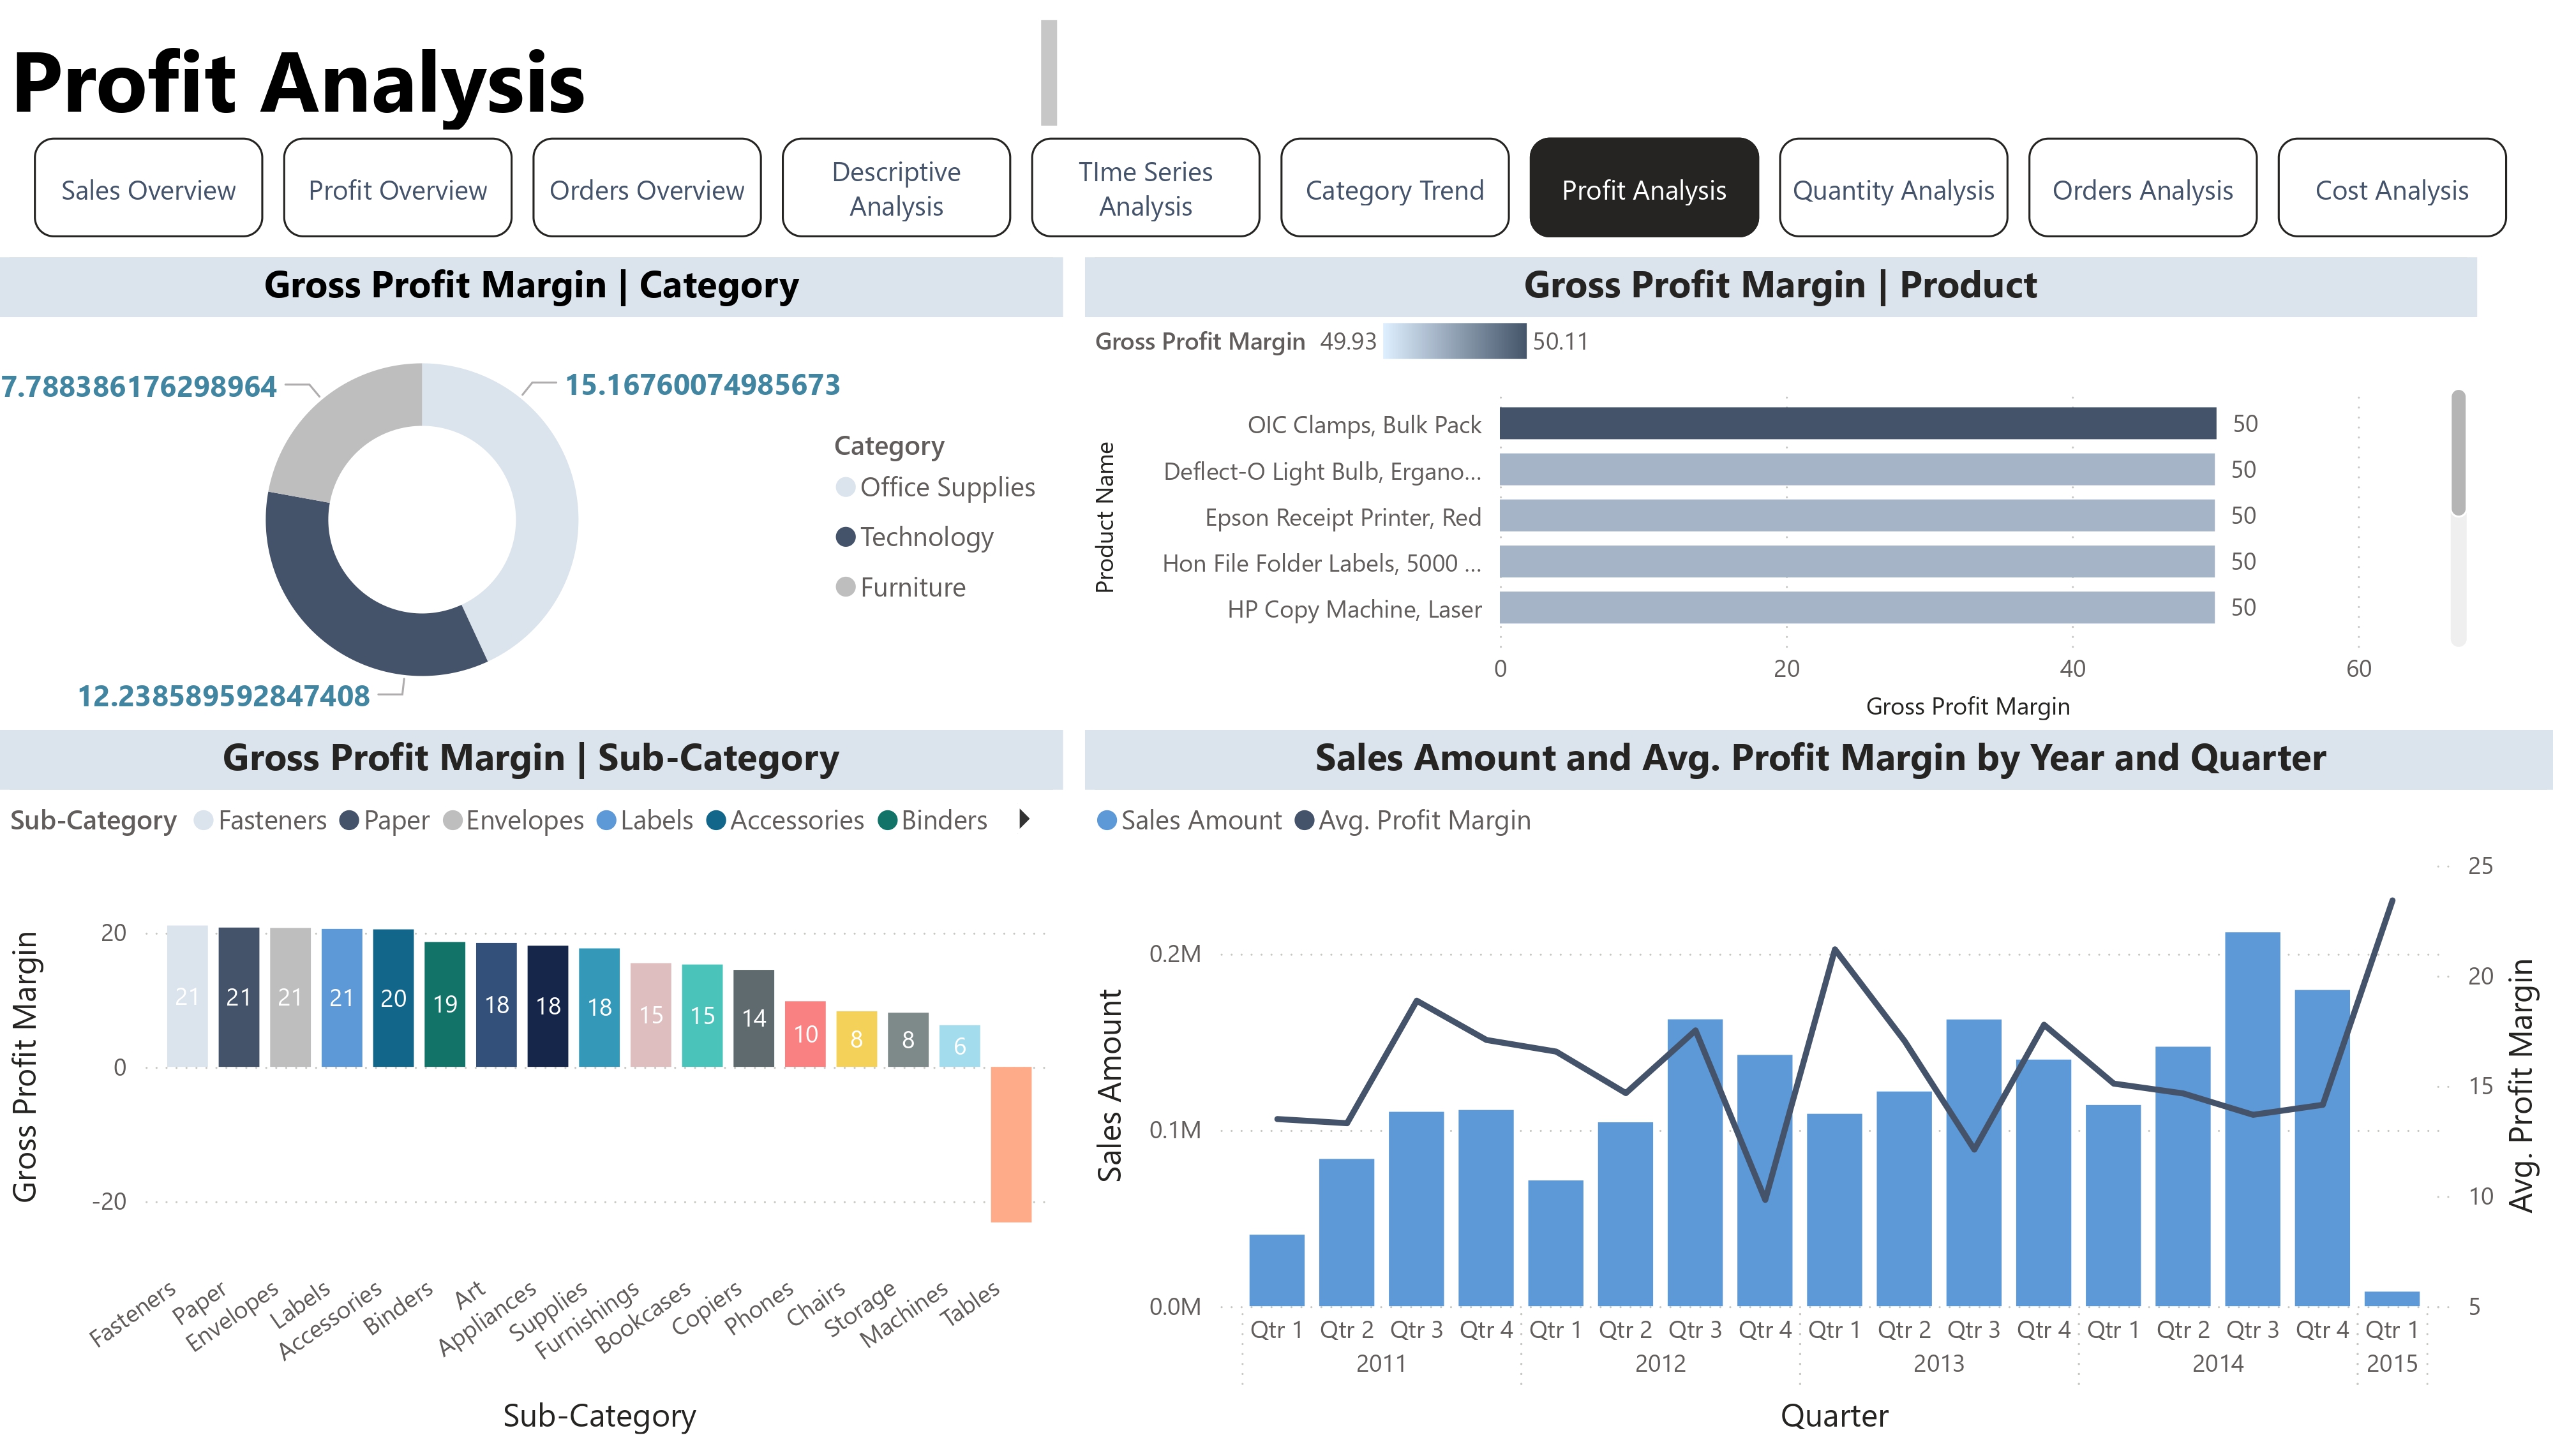 Profit Analysis
Sales Overview
Profit Overview
Orders Overview
Descriptive
Analysis
TIme Series
Analysis
Category Trend
Profit Analysis
Quantity Analysis
Orders Analysis
Cost Analysis
Gross Profit Margin | Category
7.788386176298964
15.16760074985673
12.238589592847408
Category
Office Supplies
Technology
Furniture
Gross Profit Margin | Product
Gross Profit Margin 49.93 50.11
Product Name
OIC Clamps, Bulk Pack 50
Deflect-O Light Bulb, Ergano... 50
Epson Receipt Printer, Red 50
Hon File Folder Labels, 5000 ... 50
HP Copy Machine, Laser 50
0 20 40 60
Gross Profit Margin
Gross Profit Margin | Sub-Category
Sub-Category Fasteners Paper Envelopes Labels Accessories Binders
Gross Profit Margin
20
0
-20
21 21 21 21 20 19 18 18 18 15 15 14 10 8 8 6
Fasteners Paper Envelopes Labels Accessories Binders Art Appliances Supplies Furnishings Bookcases Copiers Phones Chairs Storage Machines Tables
Sub-Category
Sales Amount and Avg. Profit Margin by Year and Quarter
Sales Amount Avg. Profit Margin
Sales Amount
0.2M
0.1M
0.0M
25
20
15
10
5
Avg. Profit Margin
Qtr 1 Qtr 2 Qtr 3 Qtr 4 Qtr 1 Qtr 2 Qtr 3 Qtr 4 Qtr 1 Qtr 2 Qtr 3 Qtr 4 Qtr 1 Qtr 2 Qtr 3 Qtr 4 Qtr 1
2011 2012 2013 2014 2015
Quarter